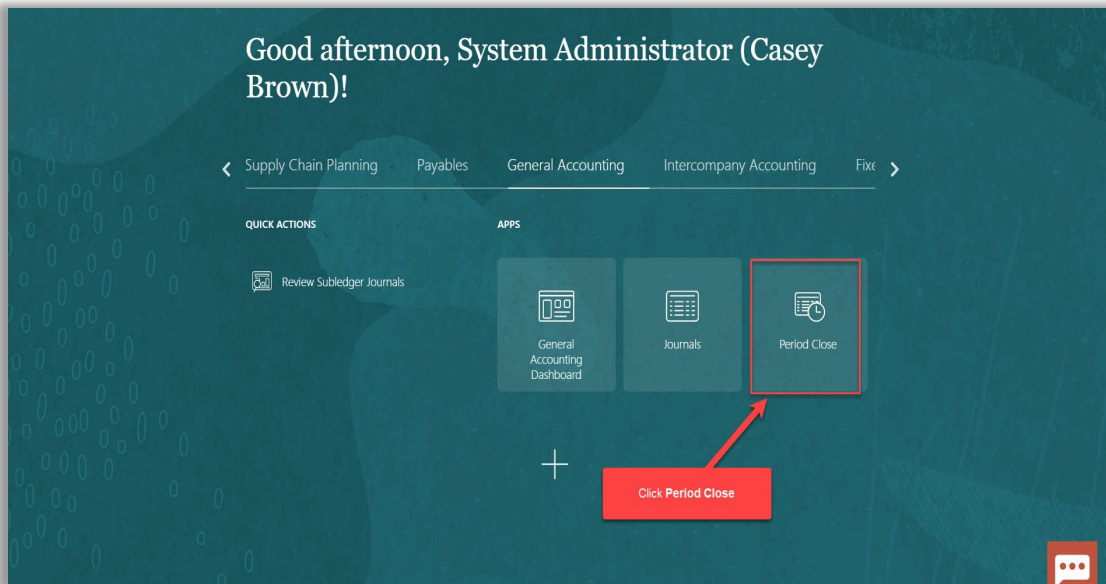 Good afternoon, System Administrator (Casey
Brown)!
Supply Chain Planning Payables General Accounting Intercompany Accounting Fixe
QUICK ACTIONS APPS
Review Subledger Journals
General
Accounting
Dashboard
Journals
Period Close
Click Period Close